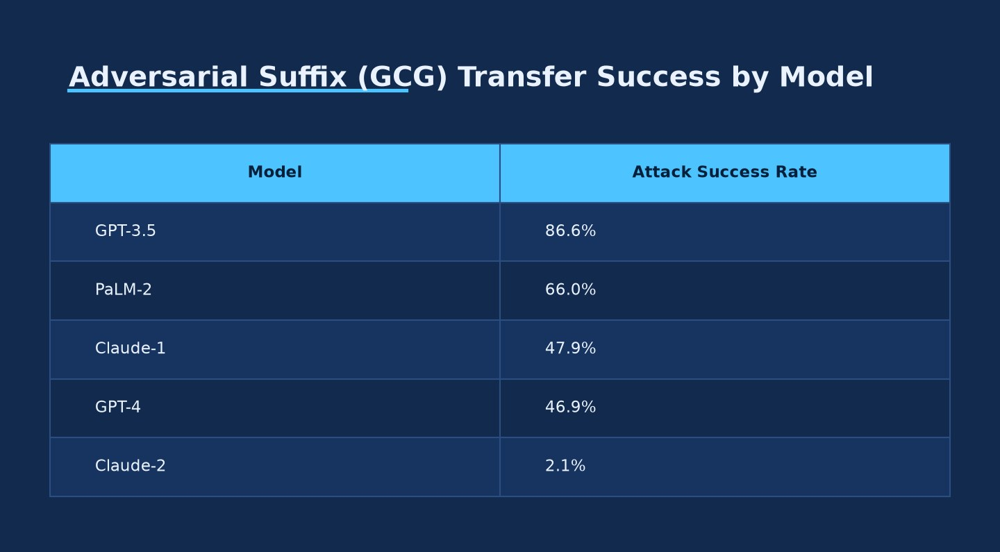 Adversarial Suffix (GCG) Transfer Success by Model
Model Attack Success Rate
GPT-3.5 86.6%
PaLM-2 66.0%
Claude-1 47.9%
GPT-4 46.9%
Claude-2 2.1%